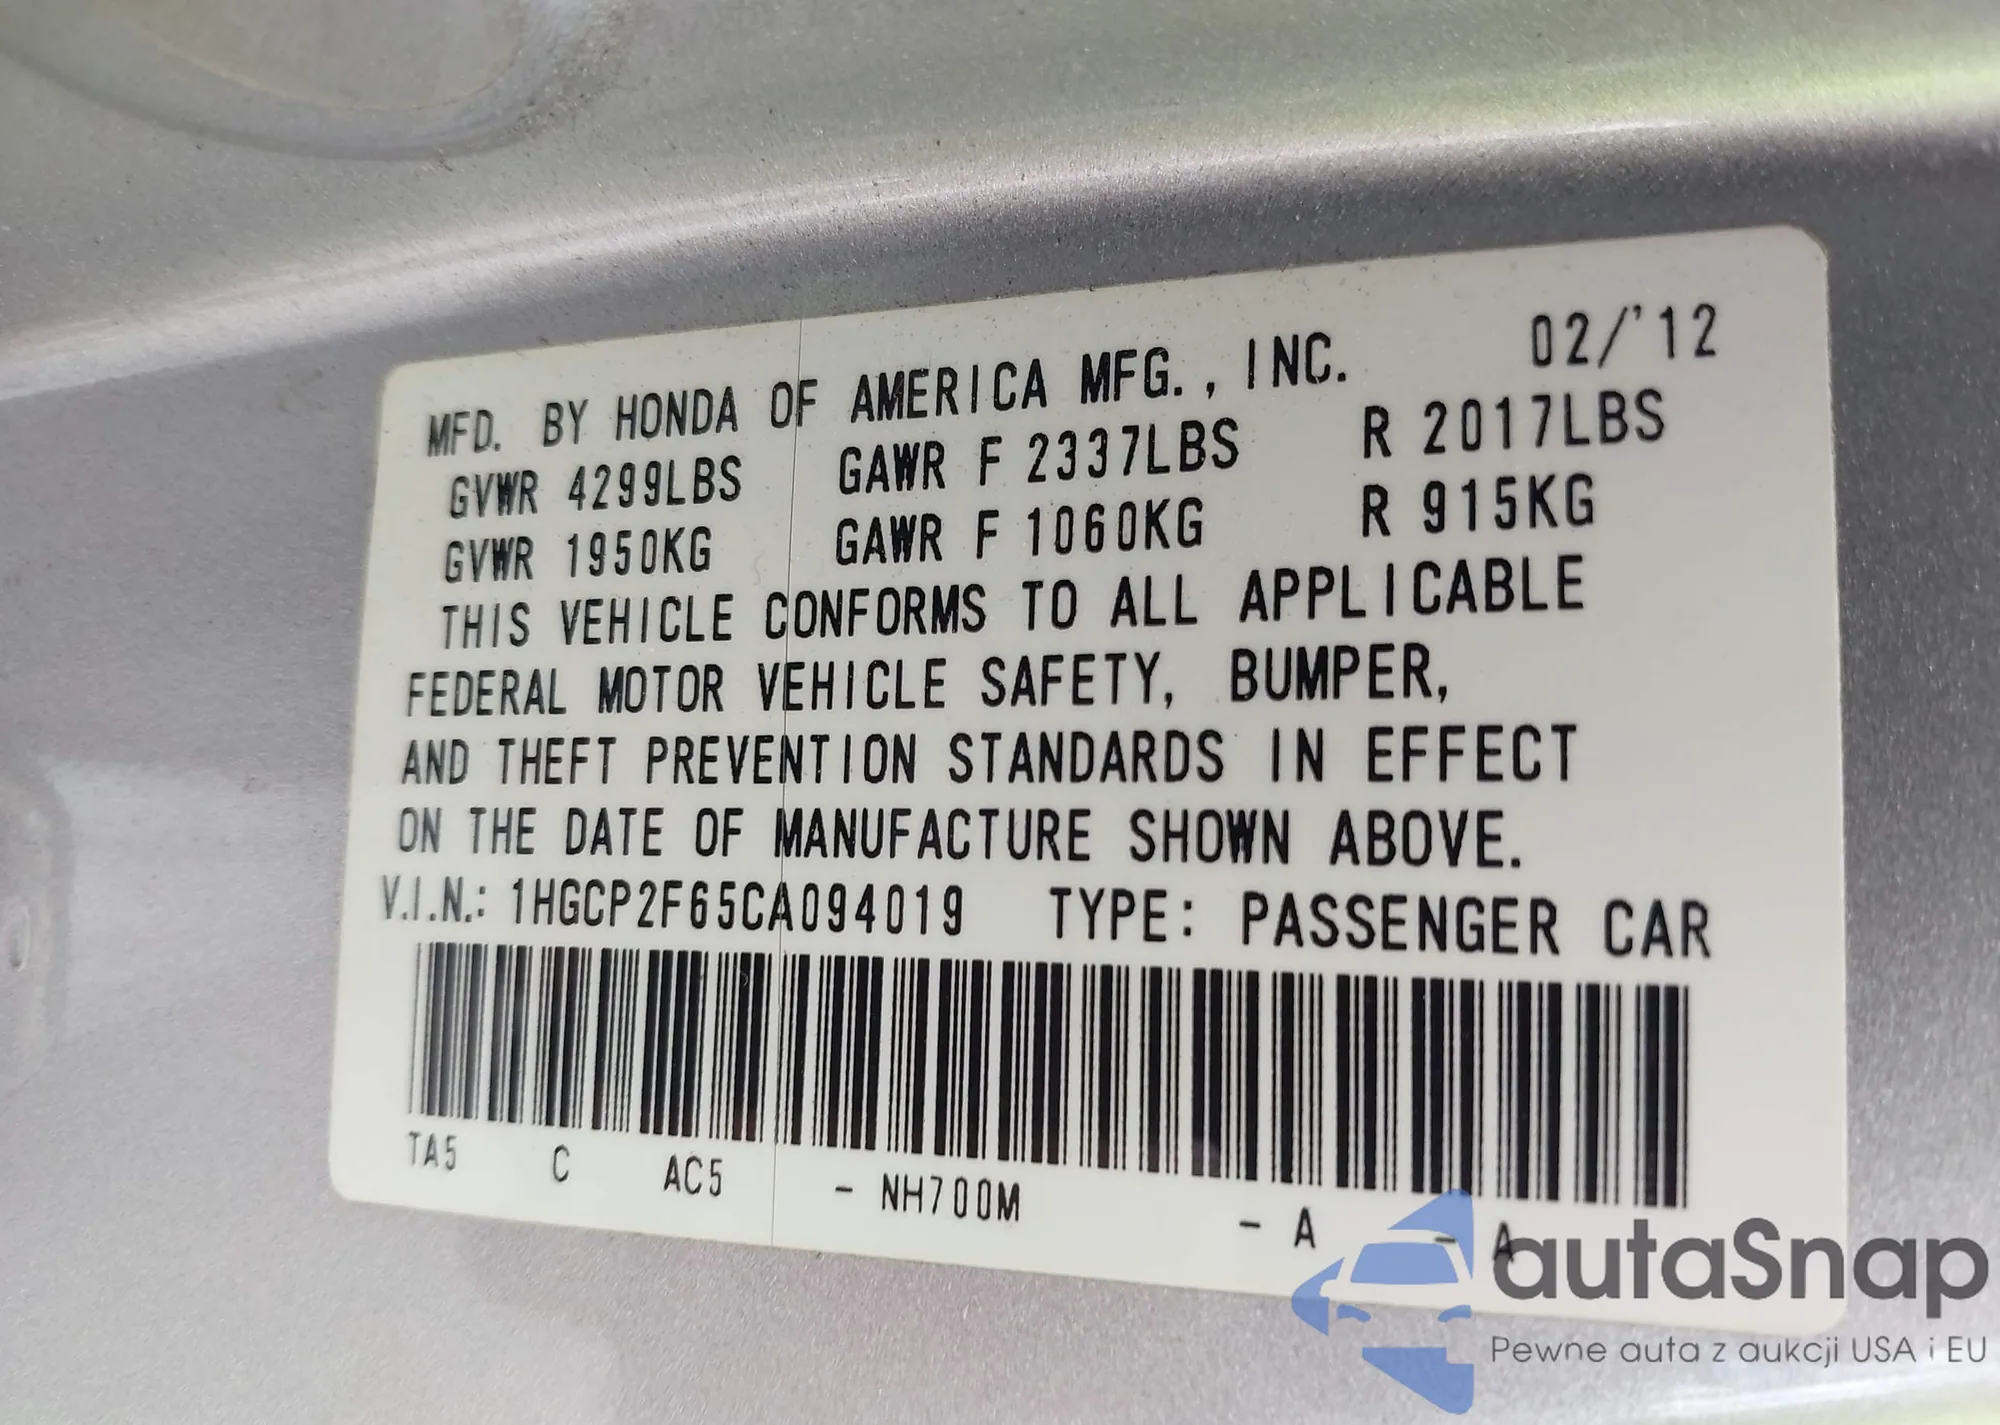 MFD. BY HONDA OF AMERICA MFG., INC. 02/'12
GVWR 4299LBS GAWR F 2337LBS R 2017LBS
GVWR 1950KG GAWR F 1060KG R 915KG
THIS VEHICLE CONFORMS TO ALL APPLICABLE
FEDERAL MOTOR VEHICLE SAFETY, BUMPER,
AND THEFT PREVENTION STANDARDS IN EFFECT
ON THE DATE OF MANUFACTURE SHOWN ABOVE.
V.I.N.: 1HGCP2F65CA094019 TYPE: PASSENGER CAR
TA5 C AC5 - NH700M - A - A
autaSnap
Pewne auta z aukcji USA i EU